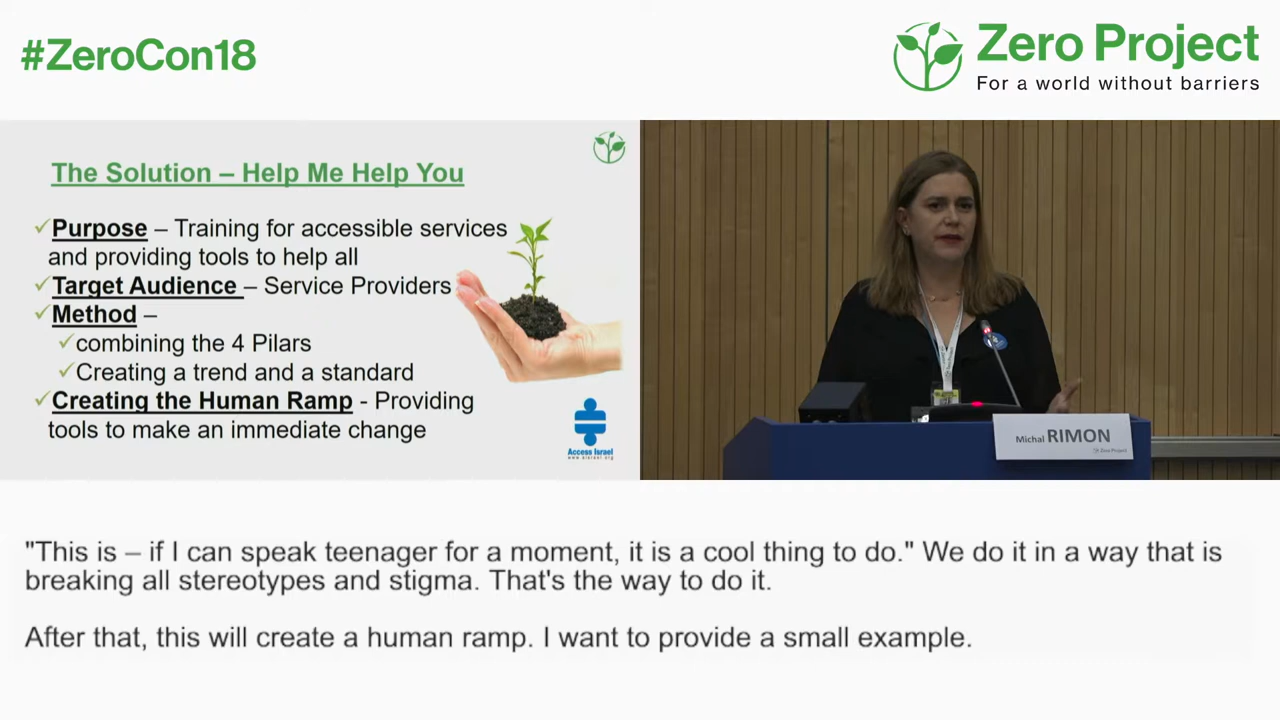 #ZeroCon18
Zero Project
For a world without barriers
The Solution – Help Me Help You
✓Purpose – Training for accessible services
and providing tools to help all
✓Target Audience – Service Providers
✓Method –
✓combining the 4 Pilars
✓Creating a trend and a standard
✓Creating the Human Ramp - Providing
tools to make an immediate change
Access Israel
www.aisrael.org
Michal RIMON
Zero Project
"This is – if I can speak teenager for a moment, it is a cool thing to do." We do it in a way that is
breaking all stereotypes and stigma. That's the way to do it.
After that, this will create a human ramp. I want to provide a small example.